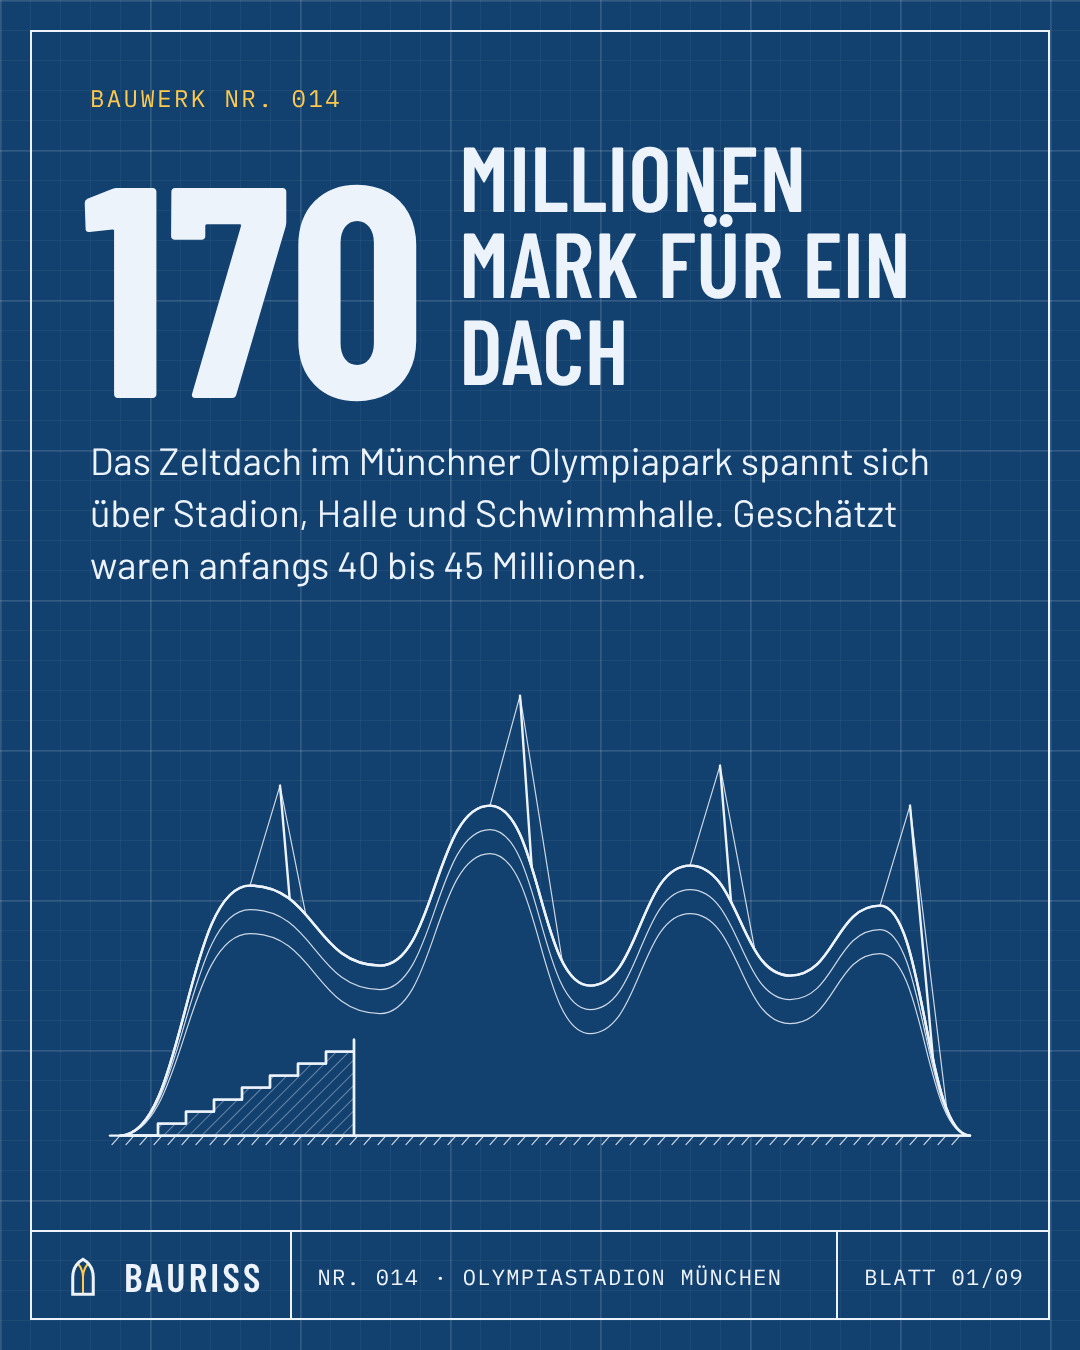 BAUWERK NR. 014
170
MILLIONEN
MARK FÜR EIN
DACH
Das Zeltdach im Münchner Olympiapark spannt sich
über Stadion, Halle und Schwimmhalle. Geschätzt
waren anfangs 40 bis 45 Millionen.
BAURISS
NR. 014 · OLYMPIASTADION MÜNCHEN
BLATT 01/09